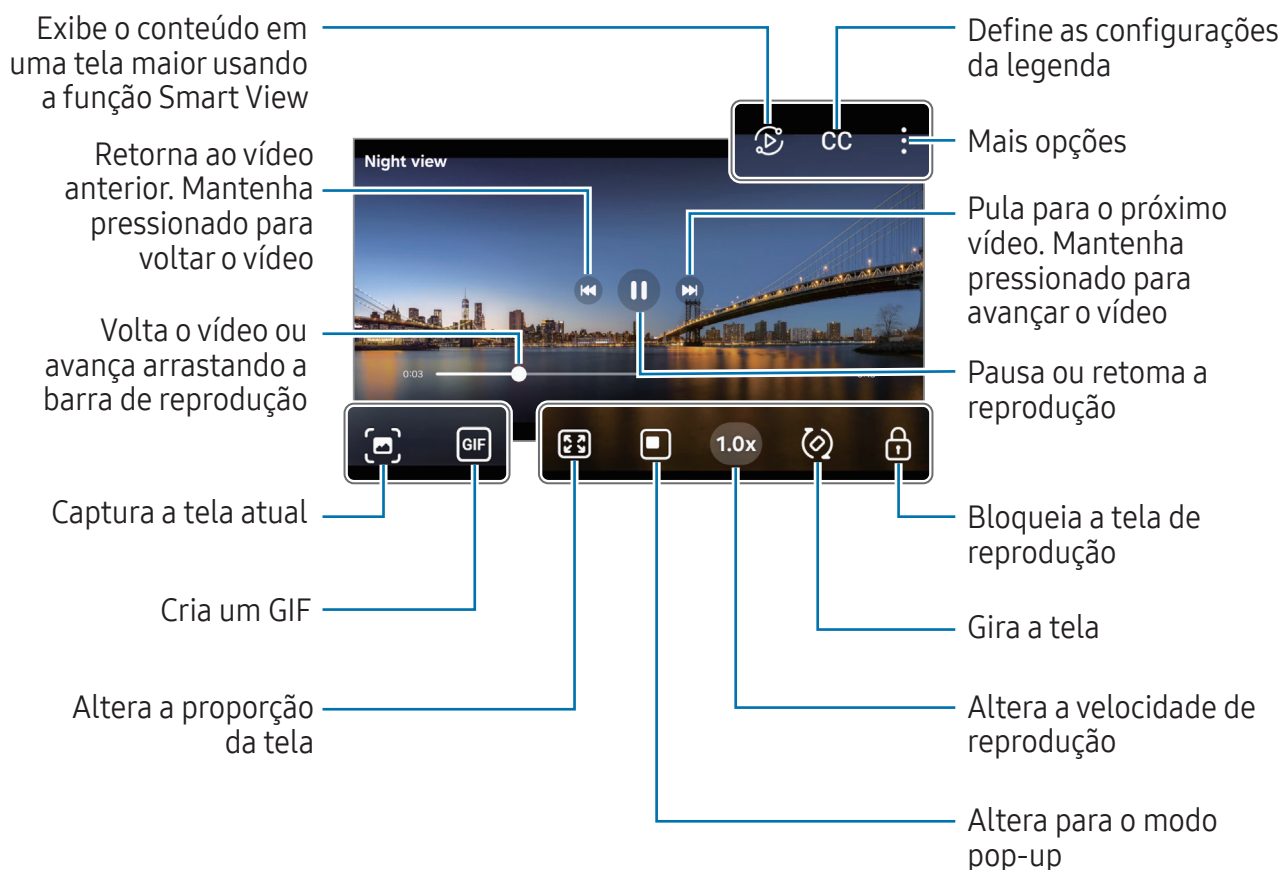 Exibe o conteúdo em
uma tela maior usando
a função Smart View
Define as configurações
da legenda
CC
Mais opções
Night view
Retorna ao vídeo
anterior. Mantenha
pressionado para
voltar o vídeo
Pula para o próximo
vídeo. Mantenha
pressionado para
avançar o vídeo
Volta o vídeo ou
avança arrastando a
barra de reprodução
0:03
Pausa ou retoma a
reprodução
GIF
1.0x
Captura a tela atual
Bloqueia a tela de
reprodução
Cria um GIF
Gira a tela
Altera a proporção
da tela
Altera a velocidade de
reprodução
Altera para o modo
pop-up